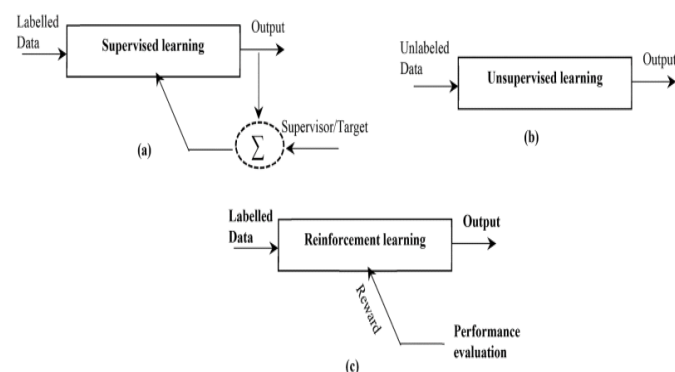 Labelled
Data
Supervised learning
Output
Σ
Supervisor/Target
(a)
Unlabeled
Data
Unsupervised learning
Output
(b)
Labelled
Data
Reinforcement learning
Output
Reward
Performance
evaluation
(c)